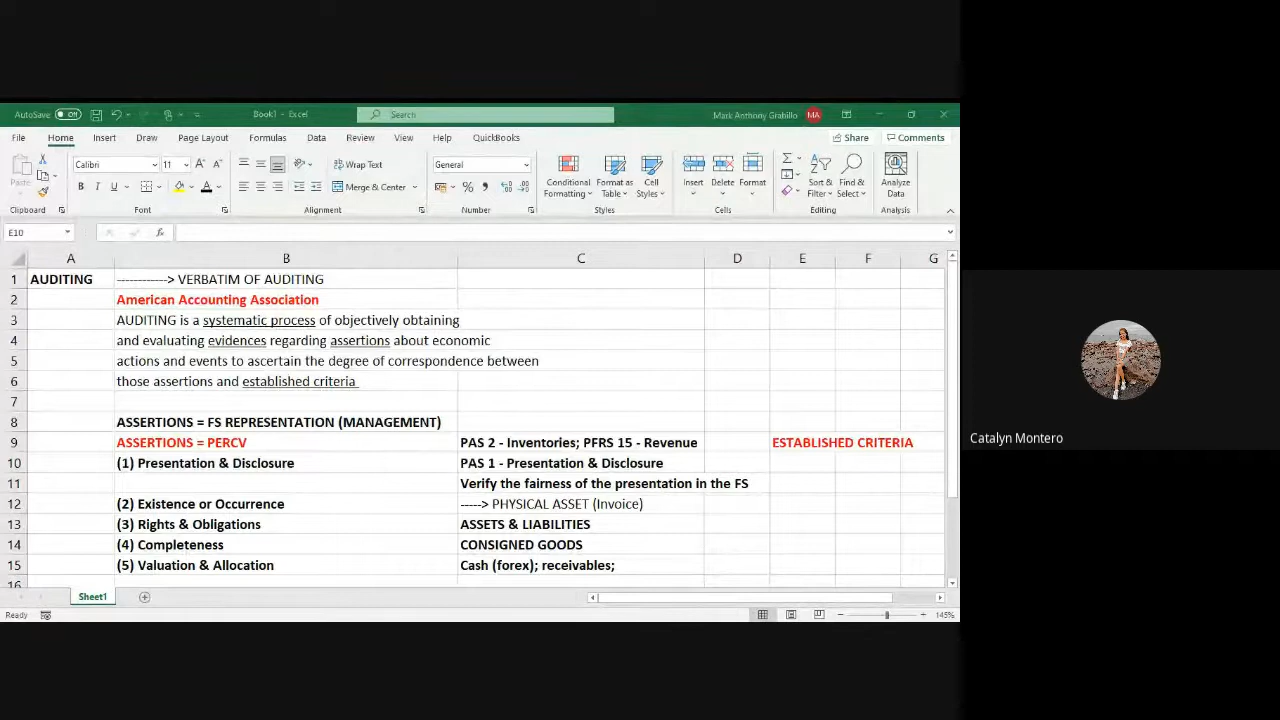 AutoSave Off Book1 - Excel Search Mark Anthony Grabillo MA
File Home Insert Draw Page Layout Formulas Data Review View Help QuickBooks Share Comments
Paste Calibri 11 Wrap Text General Conditional Formatting Format as Table Cell Styles Insert Delete Format Sort & Filter Find & Select Analyze Data
B I U Merge & Center
Clipboard Font Alignment Number Styles Cells Editing Analysis
E10 fx
A B C D E F G
1 AUDITING ------------> VERBATIM OF AUDITING
2 American Accounting Association
3 AUDITING is a systematic process of objectively obtaining
4 and evaluating evidences regarding assertions about economic
5 actions and events to ascertain the degree of correspondence between
6 those assertions and established criteria
7
8 ASSERTIONS = FS REPRESENTATION (MANAGEMENT)
9 ASSERTIONS = PERCV PAS 2 - Inventories; PFRS 15 - Revenue ESTABLISHED CRITERIA
10 (1) Presentation & Disclosure PAS 1 - Presentation & Disclosure
11 Verify the fairness of the presentation in the FS
12 (2) Existence or Occurrence -----> PHYSICAL ASSET (Invoice)
13 (3) Rights & Obligations ASSETS & LIABILITIES
14 (4) Completeness CONSIGNED GOODS
15 (5) Valuation & Allocation Cash (forex); receivables;
16
Sheet1
Ready 145%
Catalyn Montero